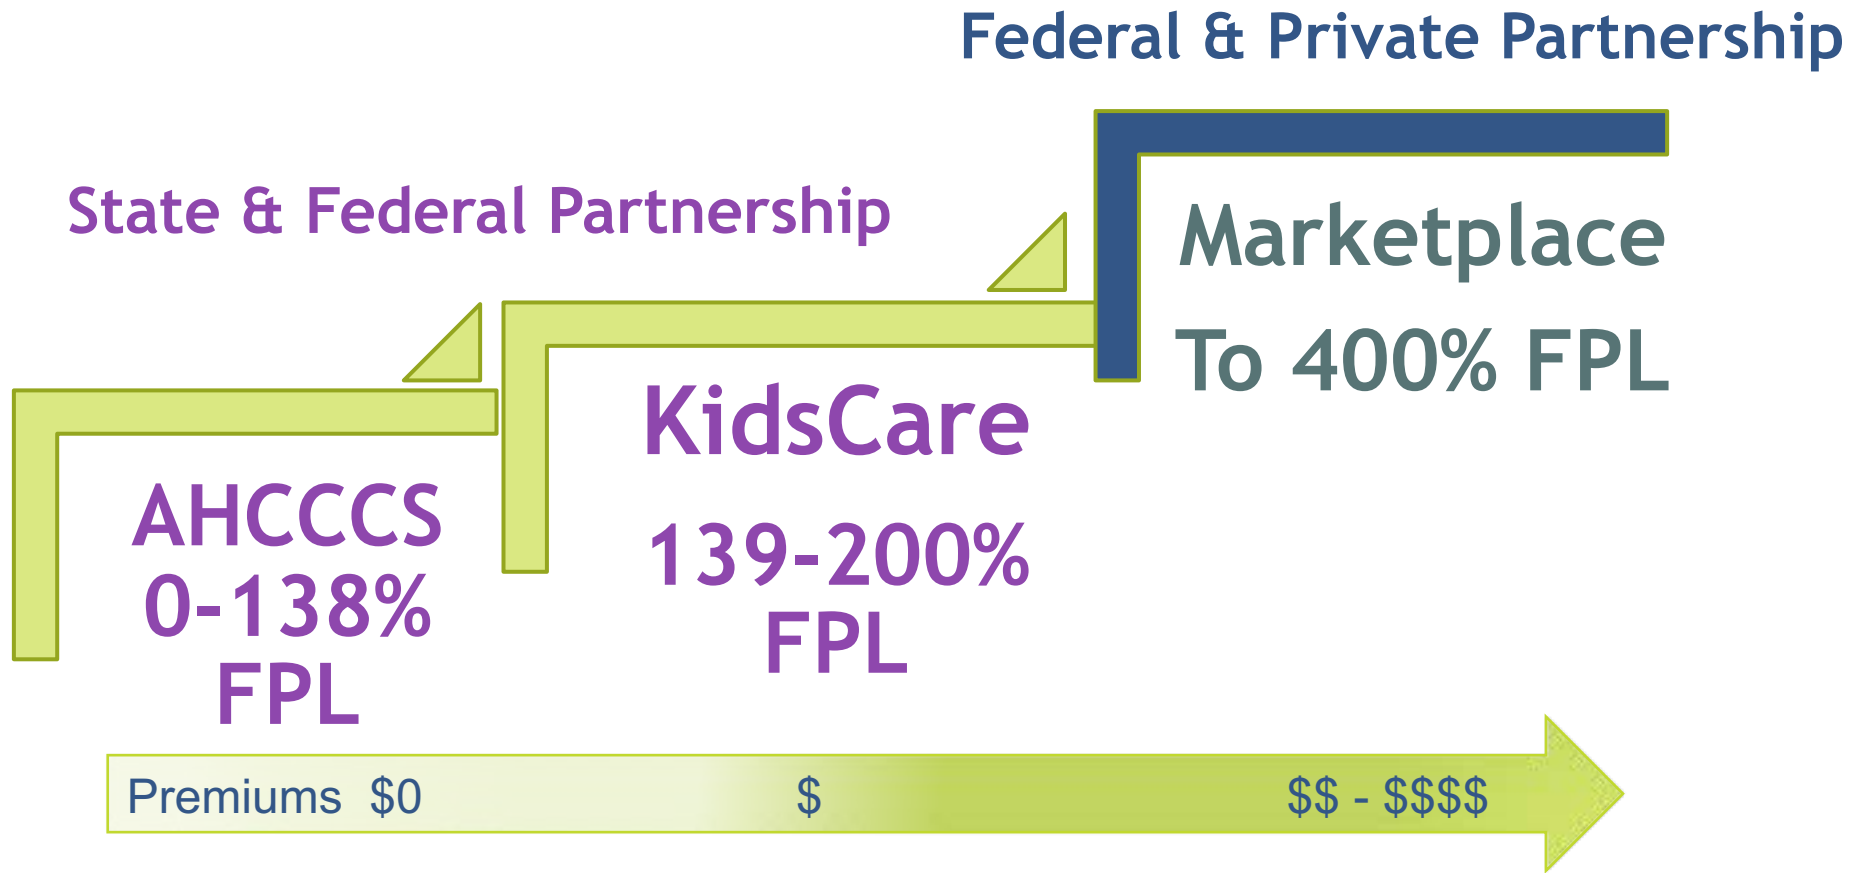 Federal & Private Partnership
State & Federal Partnership
Marketplace
To 400% FPL
KidsCare
139-200%
FPL
AHCCCS
0-138%
FPL
Premiums $0 $ $$ - $$$$